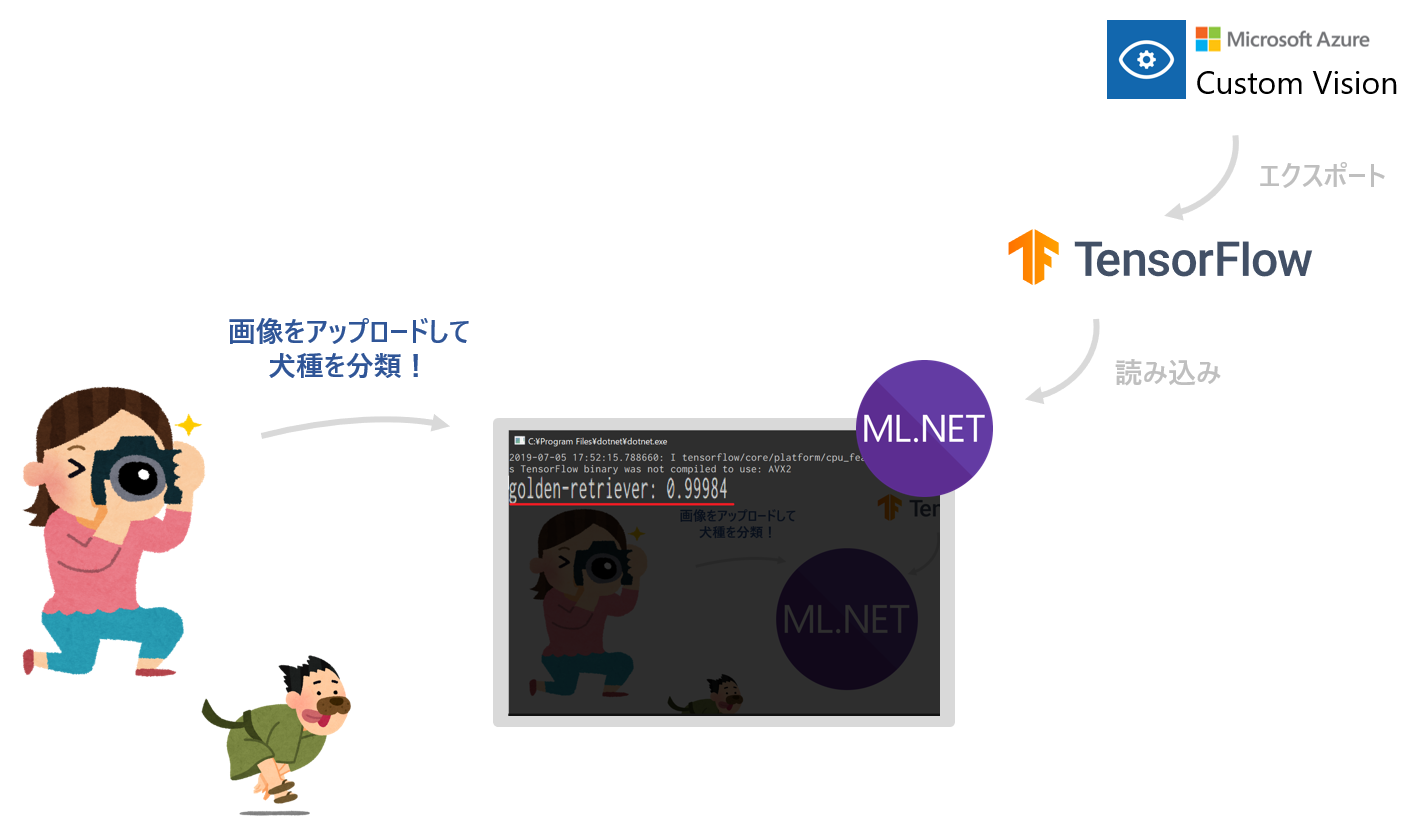 Microsoft Azure
Custom Vision
エクスポート
TensorFlow
画像をアップロードして
犬種を分類！
読み込み
ML.NET
C:¥Program Files¥dotnet¥dotnet.exe
2019-07-05 17:52:15.788660: I tensorflow/core/platform/cpu_fea
s TensorFlow binary was not compiled to use: AVX2
golden-retriever: 0.99984
画像をアップロードして
犬種を分類！
Ter
ML.NET